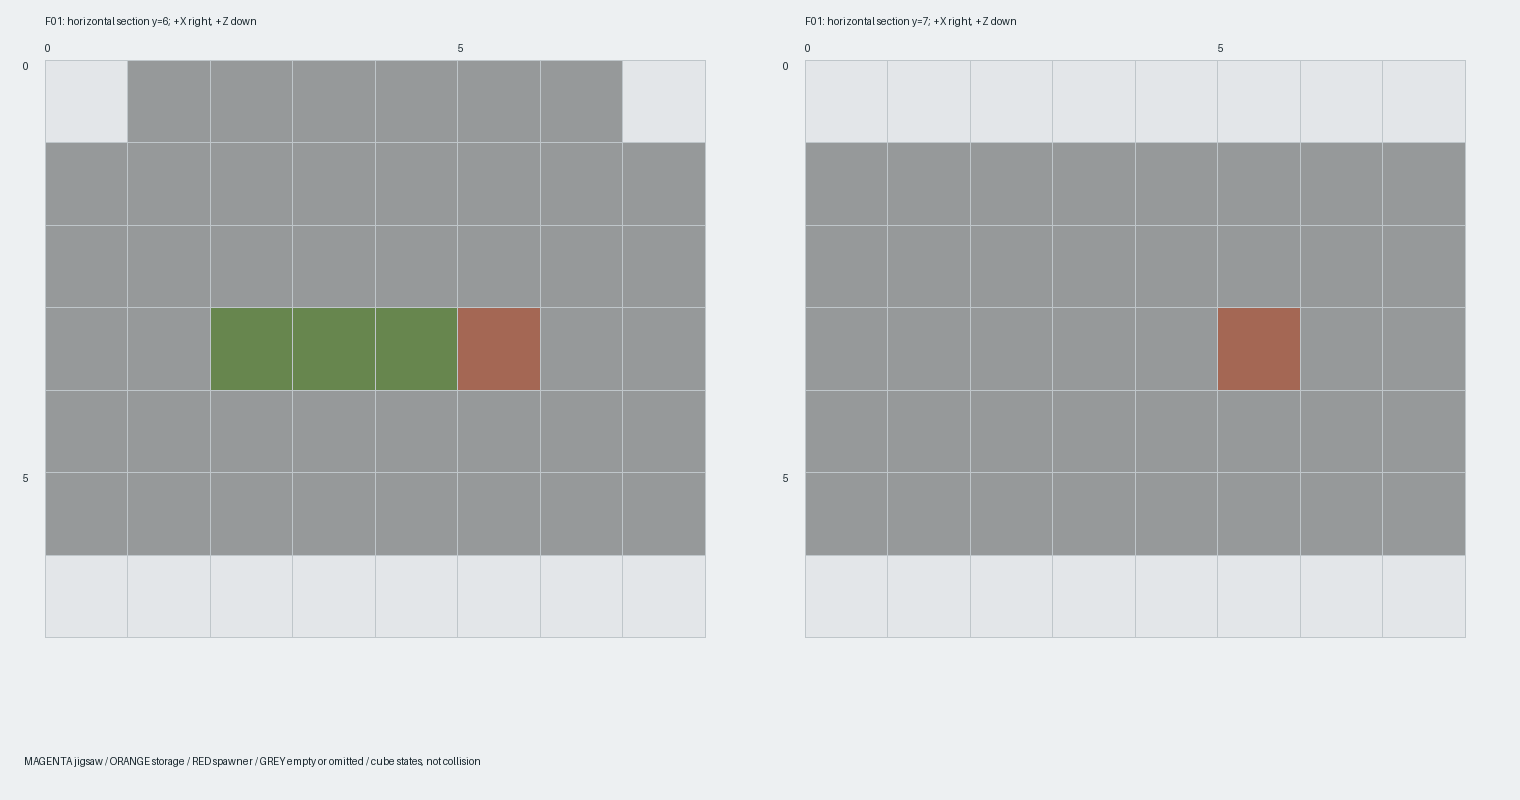 F01: horizontal section y=6; +X right, +Z down
F01: horizontal section y=7; +X right, +Z down
0 5
0 5
0
0
5
5
MAGENTA jigsaw / ORANGE storage / RED spawner / GREY empty or omitted / cube states, not collision